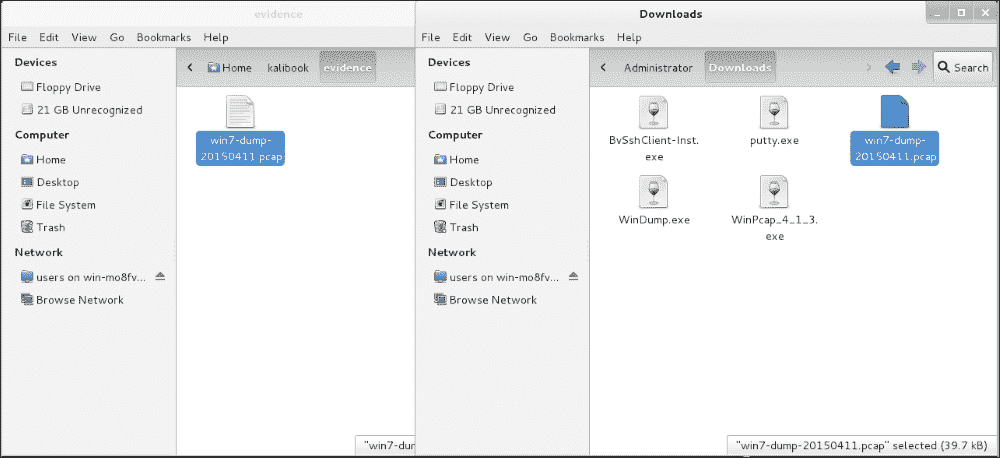 evidence
File Edit View Go Bookmarks Help
Devices
Floppy Drive
21 GB Unrecognized
Computer
Home
Desktop
File System
Trash
Network
users on win-mo8fv...
Browse Network
Home kalibook evidence
win7-dump-
20150411.pcap
"win7-dur
Downloads
File Edit View Go Bookmarks Help
Devices
Floppy Drive
21 GB Unrecognized
Computer
Home
Desktop
File System
Trash
Network
users on win-mo8fv...
Browse Network
Administrator Downloads Search
BvSshClient-Inst.
exe
putty.exe
win7-dump-
20150411.pcap
WinDump.exe
WinPcap_4_1_3.
exe
"win7-dump-20150411.pcap" selected (39.7 kB)